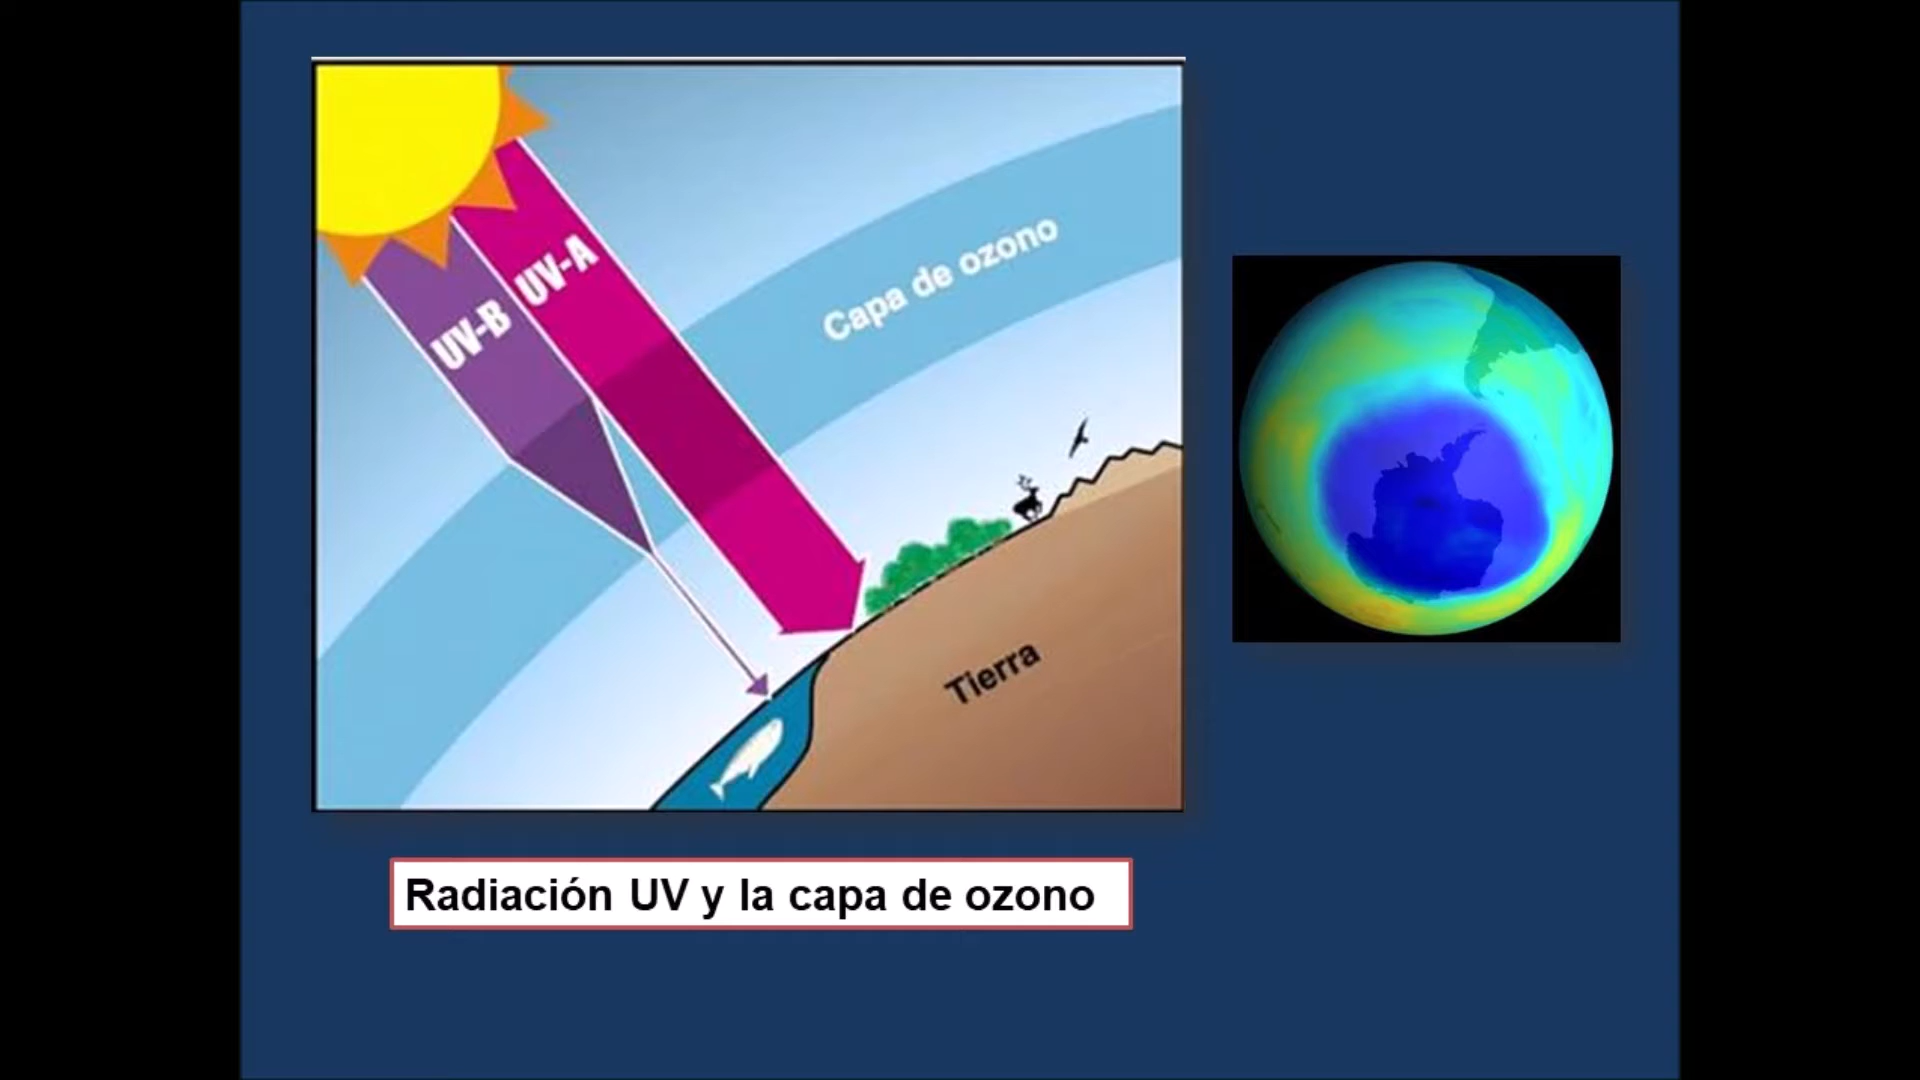 UV-A
UV-B
Capa de ozono
Tierra
Radiación UV y la capa de ozono